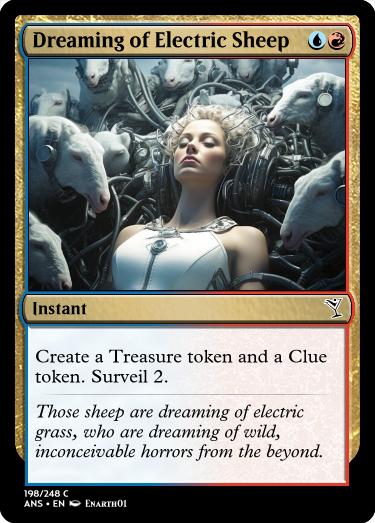 Dreaming of Electric Sheep
Instant
Create a Treasure token and a Clue
token. Surveil 2.
Those sheep are dreaming of electric
grass, who are dreaming of wild,
inconceivable horrors from the beyond.
198/248 C
ANS • EN Enarth01